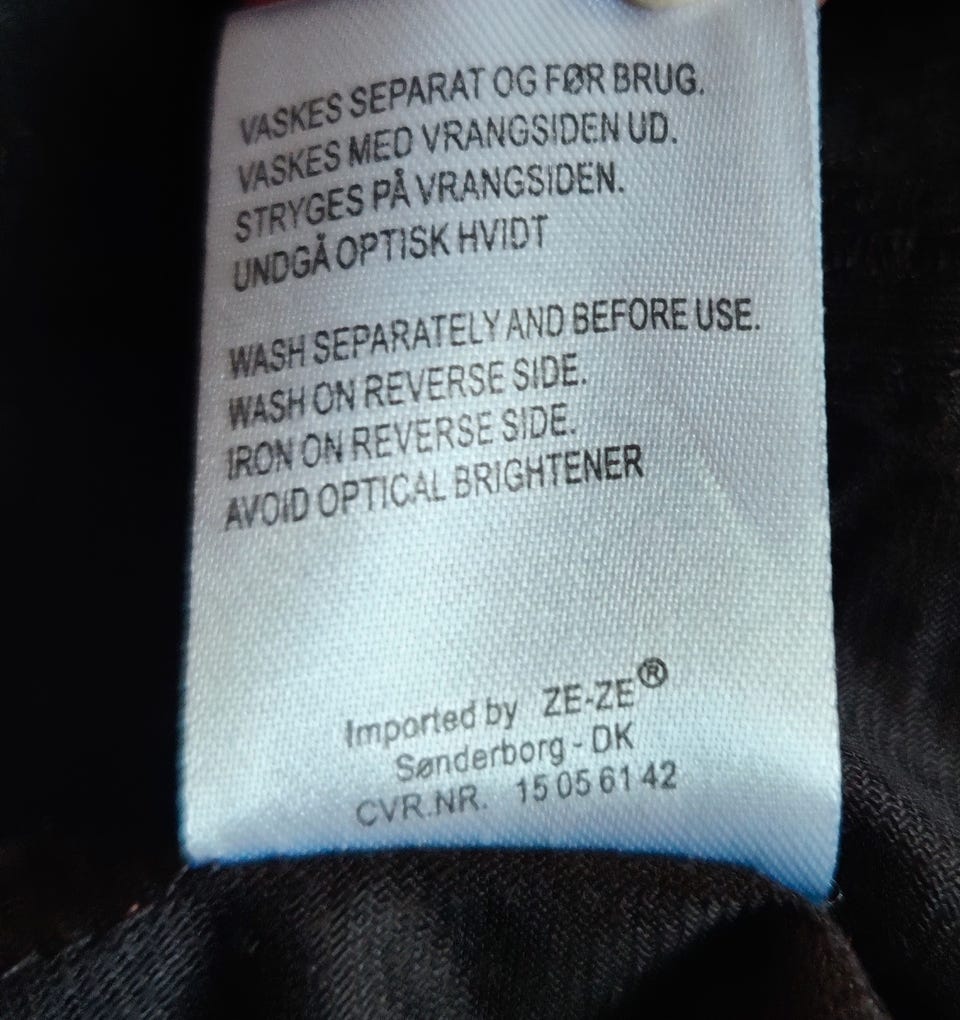 VASKES SEPARAT OG FØR BRUG.
VASKES MED VRANGSIDEN UD.
STRYGES PÅ VRANGSIDEN.
UNDGÅ OPTISK HVIDT
WASH SEPARATELY AND BEFORE USE.
WASH ON REVERSE SIDE.
IRON ON REVERSE SIDE.
AVOID OPTICAL BRIGHTENER
Imported by ZE-ZE®
Sønderborg - DK
CVR.NR. 15 05 61 42